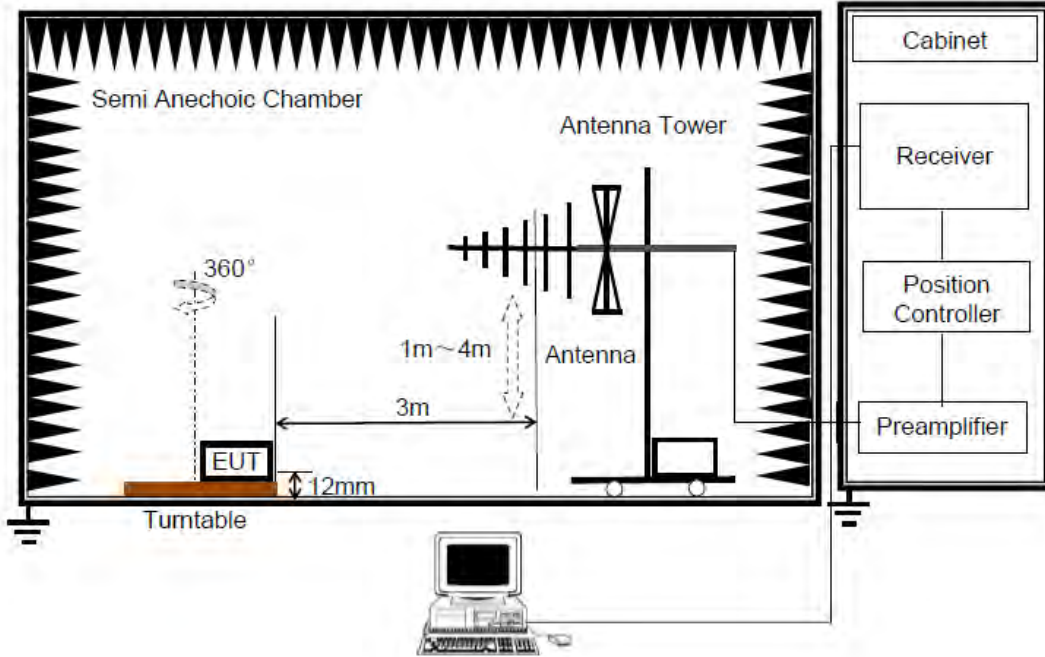 Cabinet
Semi Anechoic Chamber
Antenna Tower
Receiver
360°
Position
Controller
1m～4m
Antenna
3m
Preamplifier
EUT
12mm
Turntable